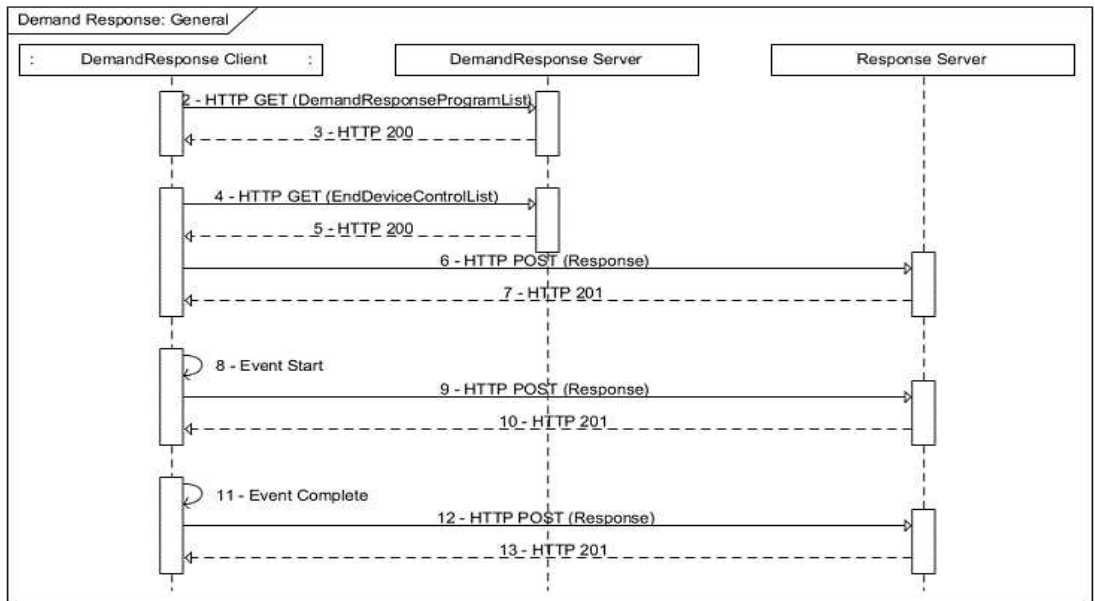 Demand Response: General
: DemandResponse Client :
DemandResponse Server
Response Server
2 - HTTP GET (DemandResponseProgramList)
3 - HTTP 200
4 - HTTP GET (EndDeviceControlList)
5 - HTTP 200
6 - HTTP POST (Response)
7 - HTTP 201
8 - Event Start
9 - HTTP POST (Response)
10 - HTTP 201
11 - Event Complete
12 - HTTP POST (Response)
13 - HTTP 201